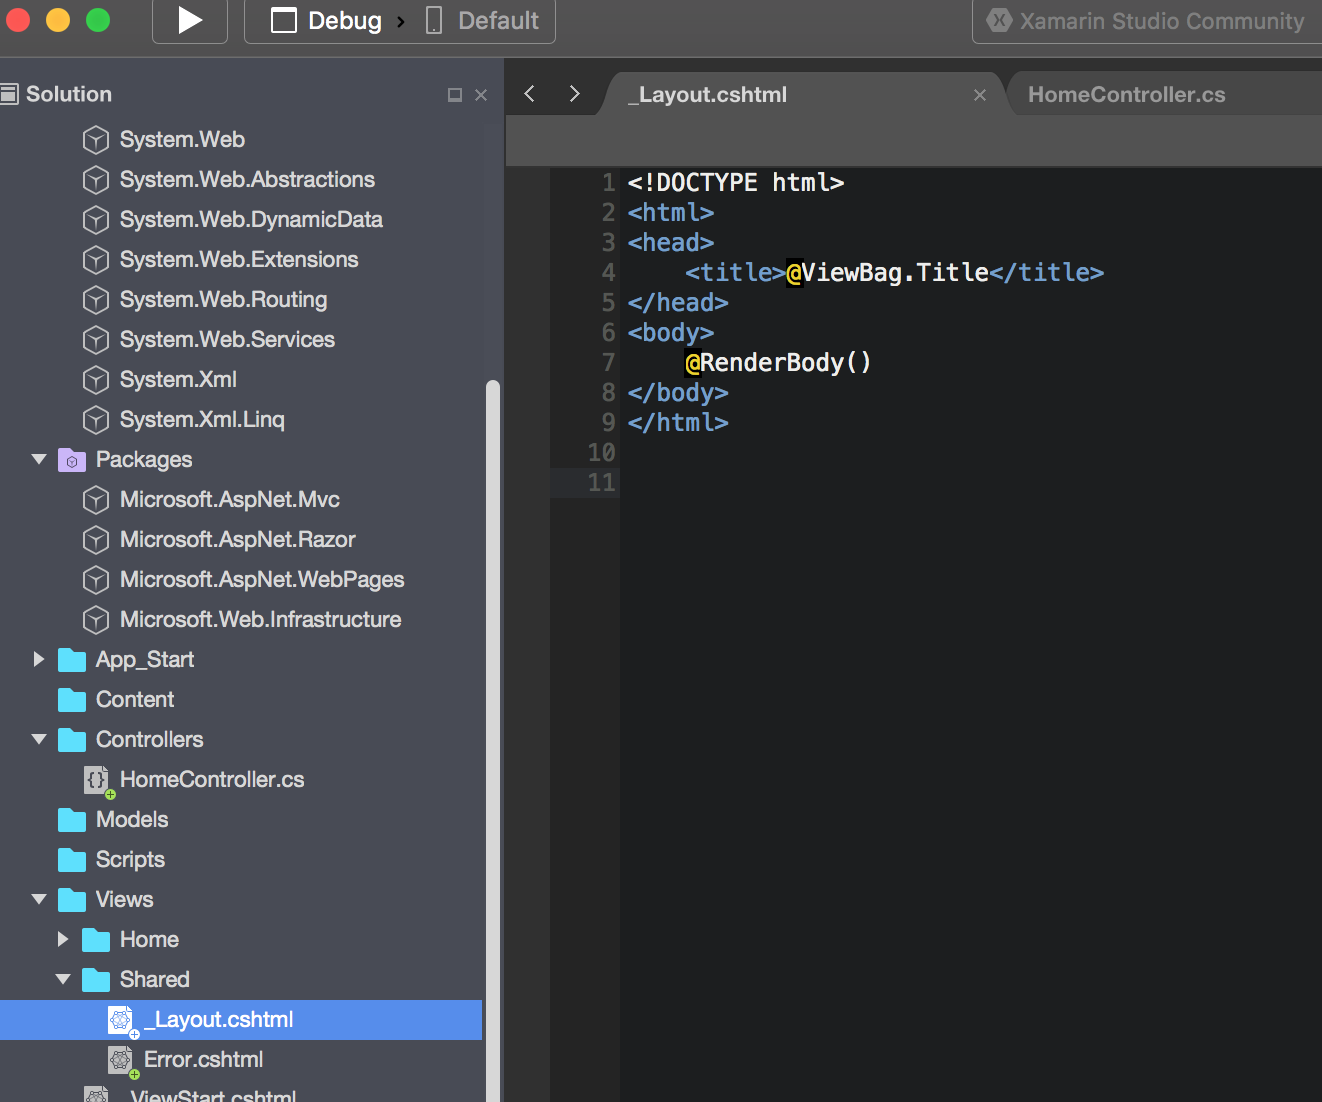 Debug › Default
Xamarin Studio Community
Solution
System.Web
System.Web.Abstractions
System.Web.DynamicData
System.Web.Extensions
System.Web.Routing
System.Web.Services
System.Xml
System.Xml.Linq
Packages
Microsoft.AspNet.Mvc
Microsoft.AspNet.Razor
Microsoft.AspNet.WebPages
Microsoft.Web.Infrastructure
App_Start
Content
Controllers
HomeController.cs
Models
Scripts
Views
Home
Shared
_Layout.cshtml
Error.cshtml
_ViewStart.cshtml
_Layout.cshtml
HomeController.cs
1 <!DOCTYPE html>
2 <html>
3 <head>
4     <title>@ViewBag.Title</title>
5 </head>
6 <body>
7     @RenderBody()
8 </body>
9 </html>
10
11